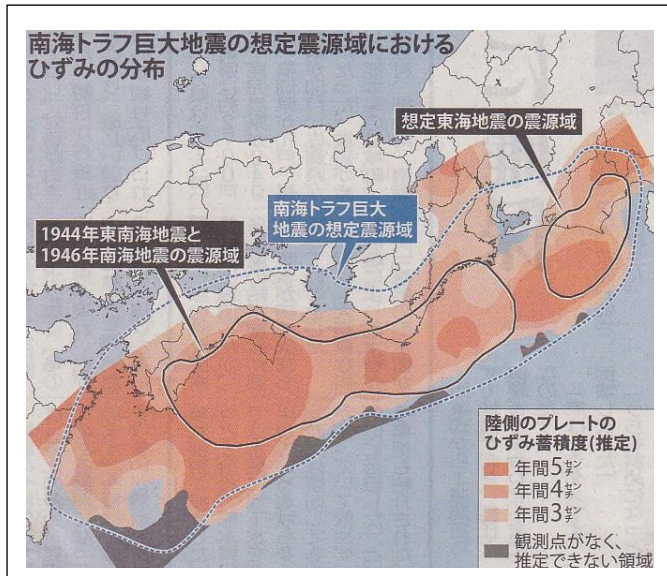 南海トラフ巨大地震の想定震源域における
ひずみの分布
想定東海地震の震源域
南海トラフ巨大
地震の想定震源域
1944年東南海地震と
1946年南海地震の震源域
陸側のプレートの
ひずみ蓄積度(推定)
年間5センチ
年間4センチ
年間3センチ
観測点がなく、
推定できない領域